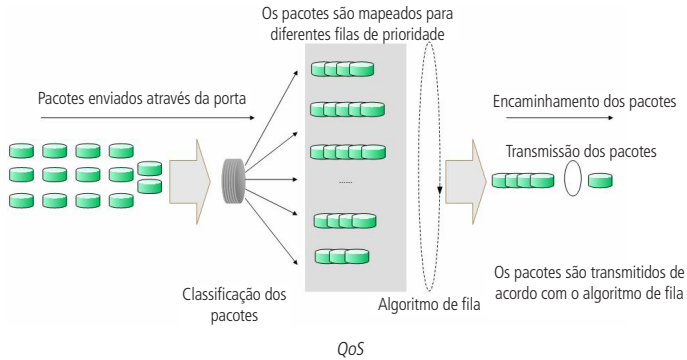 Os pacotes são mapeados para
diferentes filas de prioridade
Pacotes enviados através da porta
Encaminhamento dos pacotes
Transmissão dos pacotes
......
Classificação dos
pacotes
Algoritmo de fila
Os pacotes são transmitidos de
acordo com o algoritmo de fila
QoS